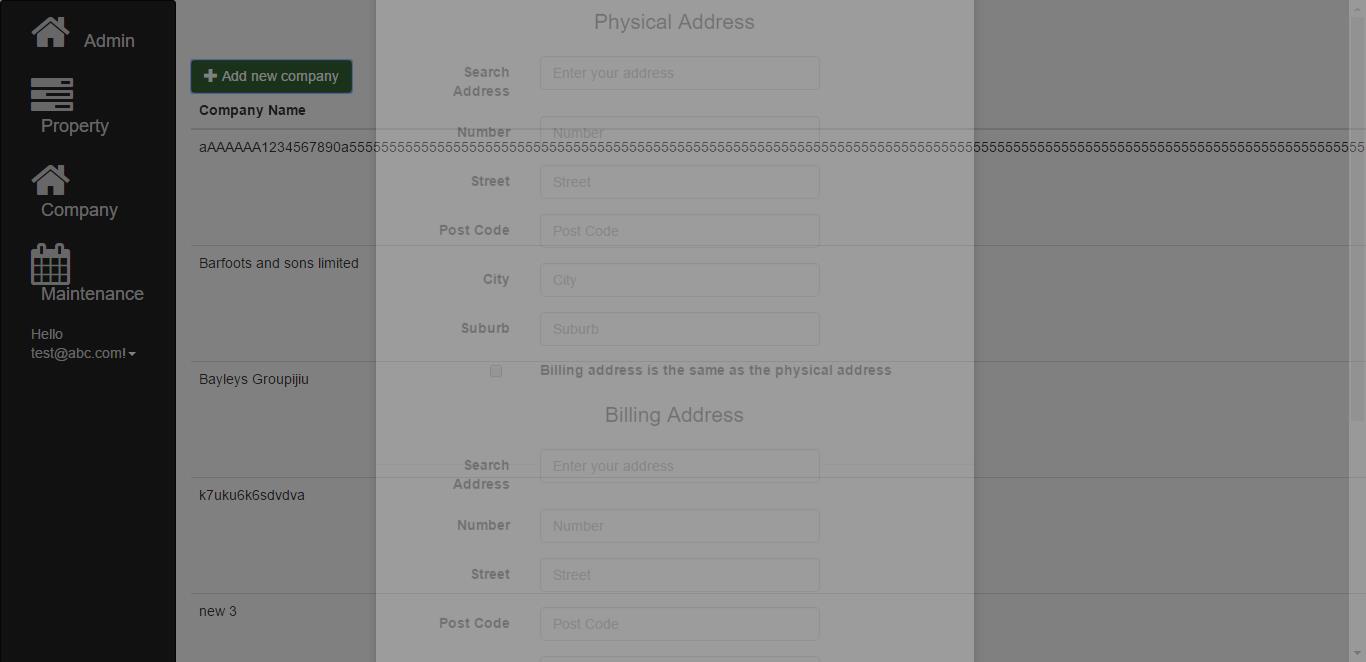 Admin
Property
Company
Maintenance
Hello
test@abc.com!
Add new company
Company Name
Barfoots and sons limited
Bayleys Groupijiu
k7uku6k6sdvdva
new 3
Physical Address
Search Address
Enter your address
Number
Number
Street
Street
Post Code
Post Code
City
City
Suburb
Suburb
Billing address is the same as the physical address
Billing Address
Search Address
Enter your address
Number
Number
Street
Street
Post Code
Post Code